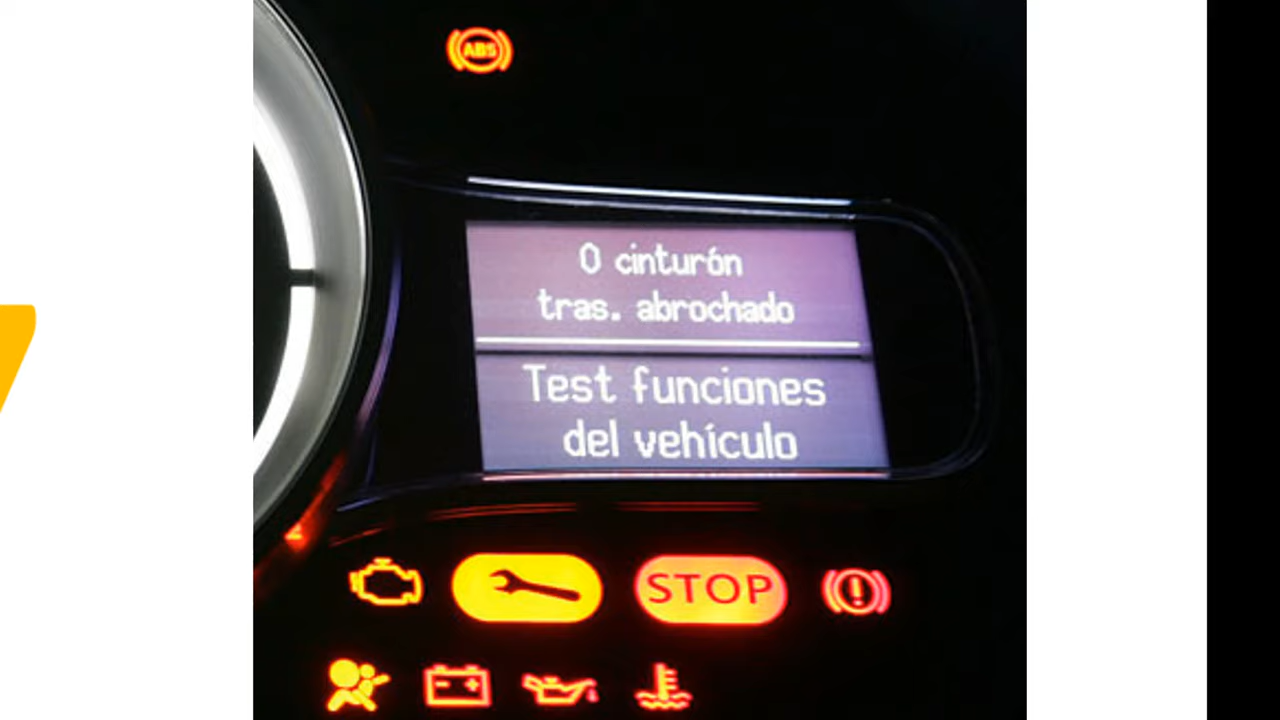 ABS
0 cinturón
tras. abrochado
Test funciones
del vehículo
STOP